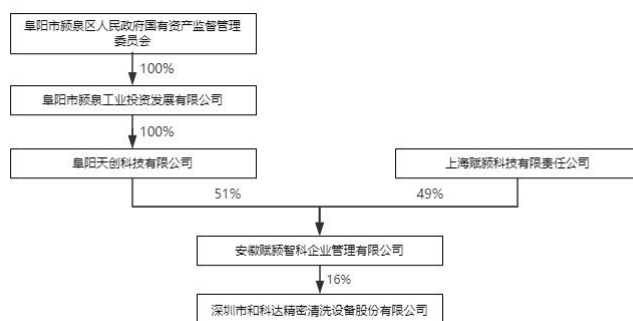 阜阳市颍泉区人民政府国有资产监督管理
委员会
100%
阜阳市颍泉工业投资发展有限公司
100%
阜阳天创科技有限公司
上海赋颍科技有限责任公司
51%
49%
安徽赋颍智科企业管理有限公司
16%
深圳市和科达精密清洗设备股份有限公司